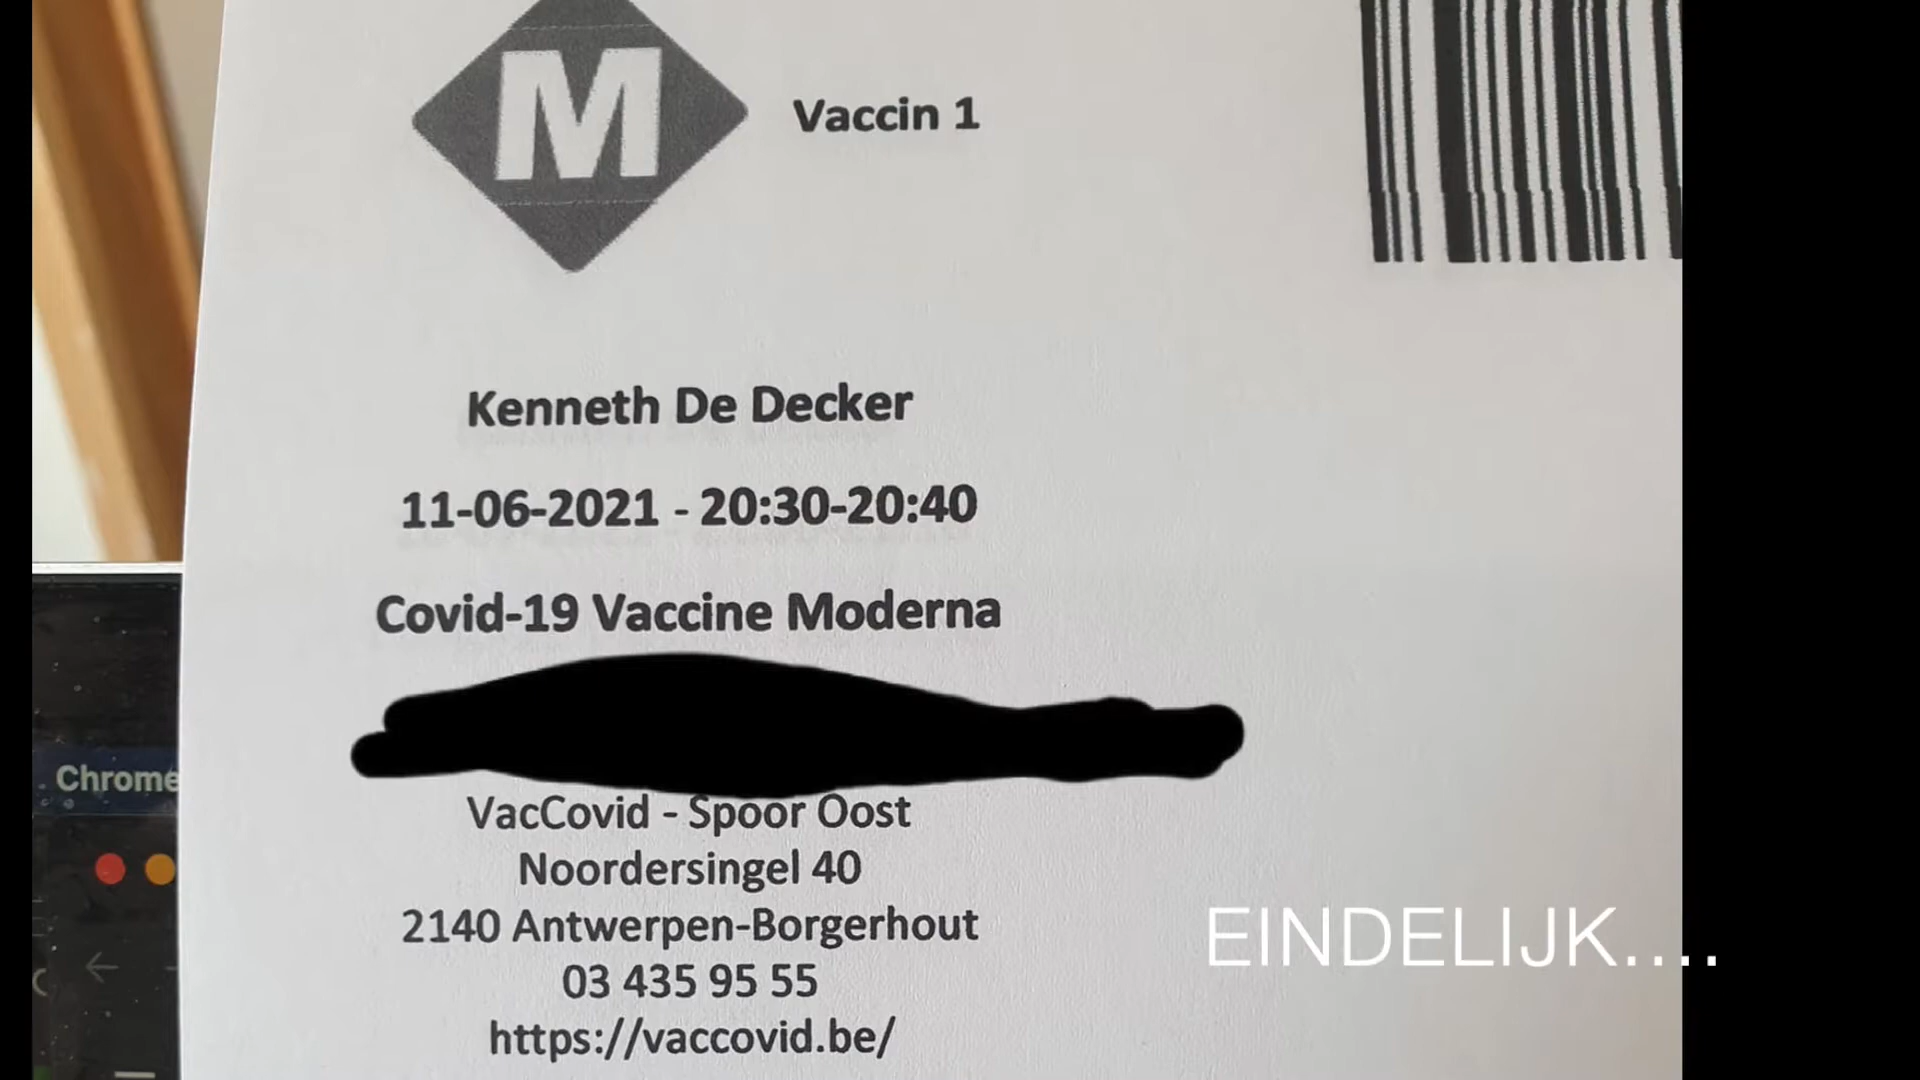 M
Vaccin 1
Kenneth De Decker
11-06-2021 - 20:30-20:40
Covid-19 Vaccine Moderna
VacCovid - Spoor Oost
Noordersingel 40
2140 Antwerpen-Borgerhout
03 435 95 55
https://vaccovid.be/
Chrome
EINDELIJK....